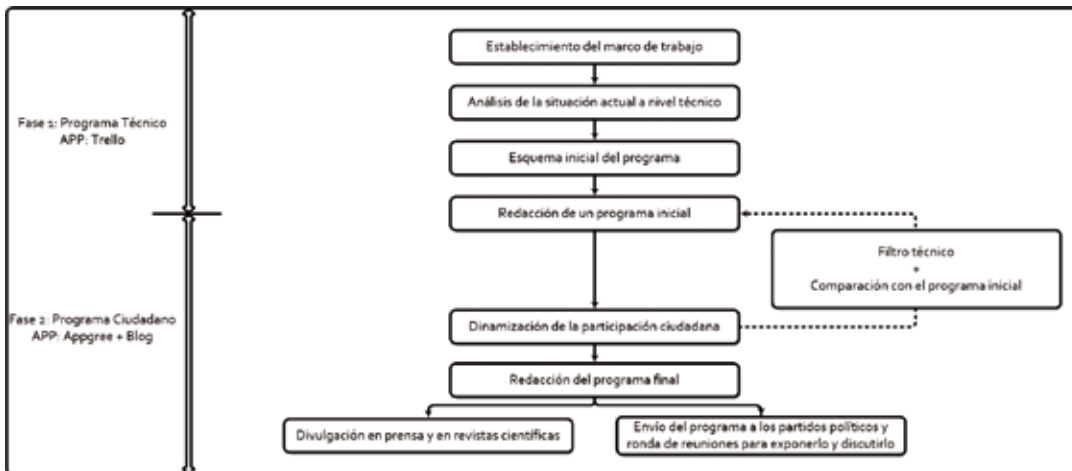 Establecimiento del marco de trabajo
Análisis de la situación actual a nivel técnico
Fase 1: Programa Técnico
APP: Trello
Esquema inicial del programa
Redacción de un programa inicial
Filtro técnico
+
Comparación con el programa inicial
Fase 2: Programa Ciudadano
APP: Appgree + Blog
Dinamización de la participación ciudadana
Redacción del programa final
Divulgación en prensa y en revistas científicas
Envío del programa a los partidos políticos y
ronda de reuniones para exponerlo y discutirlo